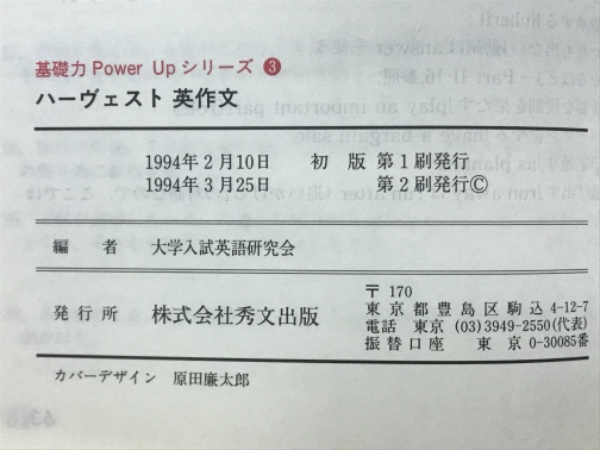 基礎力 Power Up シリーズ ❸
ハーヴェスト 英作文
1994年2月10日 初 版 第1刷発行
1994年3月25日 第2刷発行Ⓒ
編 者 大学入試英語研究会
発行所 株式会社秀文出版
〒170
東京都豊島区駒込4-12-7
電話 東京 (03)3949-2550(代表)
振替口座 東京 0-30085番
カバーデザイン 原田廉太郎